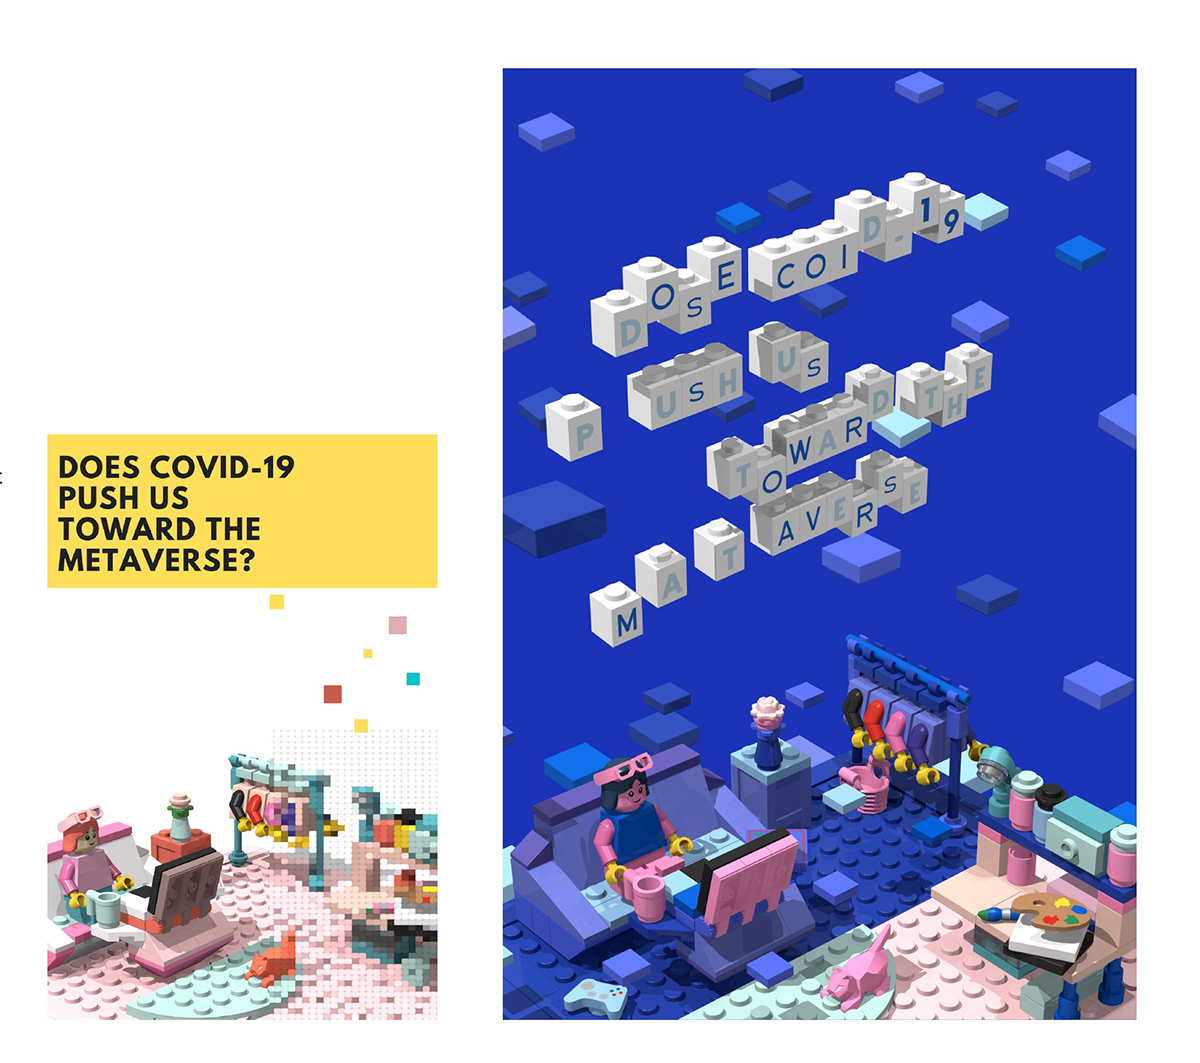 DOES COVID-19
PUSH US
TOWARD THE
METAVERSE?
DOSE COID-19
PUSH US
TOWARD THE
MATAVERSE